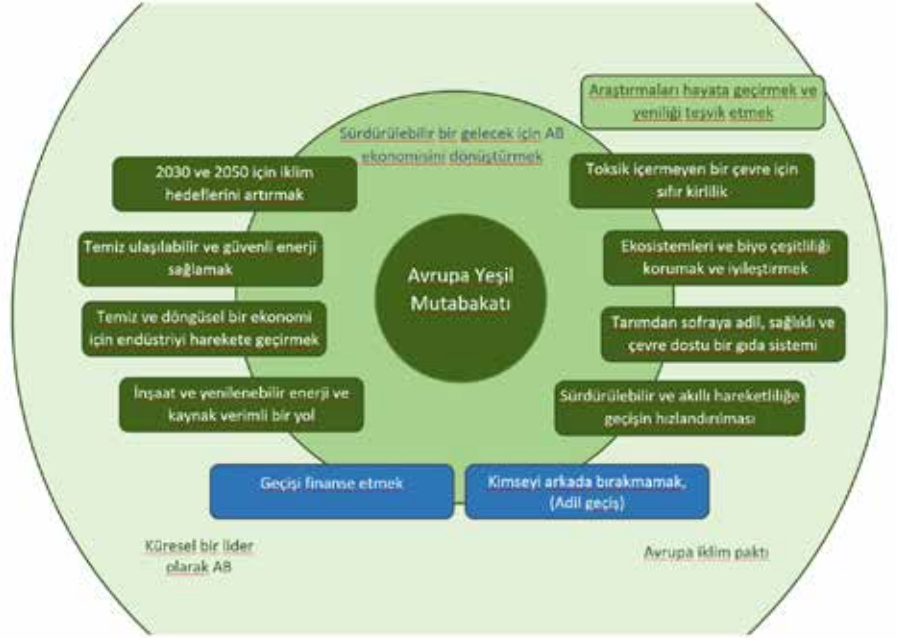 Araştırmaları hayata geçirmek ve
yeniliği teşvik etmek
Sürdürülebilir bir gelecek için AB
ekonomisini dönüştürmek
2030 ve 2050 için iklim
hedeflerini artırmak
Toksik içermeyen bir çevre için
sıfır kirlilik
Temiz ulaşılabilir ve güvenli enerji
sağlamak
Ekosistemleri ve biyo çeşitliliği
korumak ve iyileştirmek
Avrupa Yeşil
Mutabakatı
Temiz ve döngüsel bir ekonomi
için endüstriyi harekete geçirmek
Tarımdan sofraya adil, sağlıklı ve
çevre dostu bir gıda sistemi
İnşaat ve yenilenebilir enerji ve
kaynak verimli bir yol
Sürdürülebilir ve akıllı hareketliliğe
geçişin hızlandırılması
Geçişi finanse etmek
Kimseyi arkada bırakmamak,
(Adil geçiş)
Küresel bir lider
olarak AB
Avrupa iklim paktı